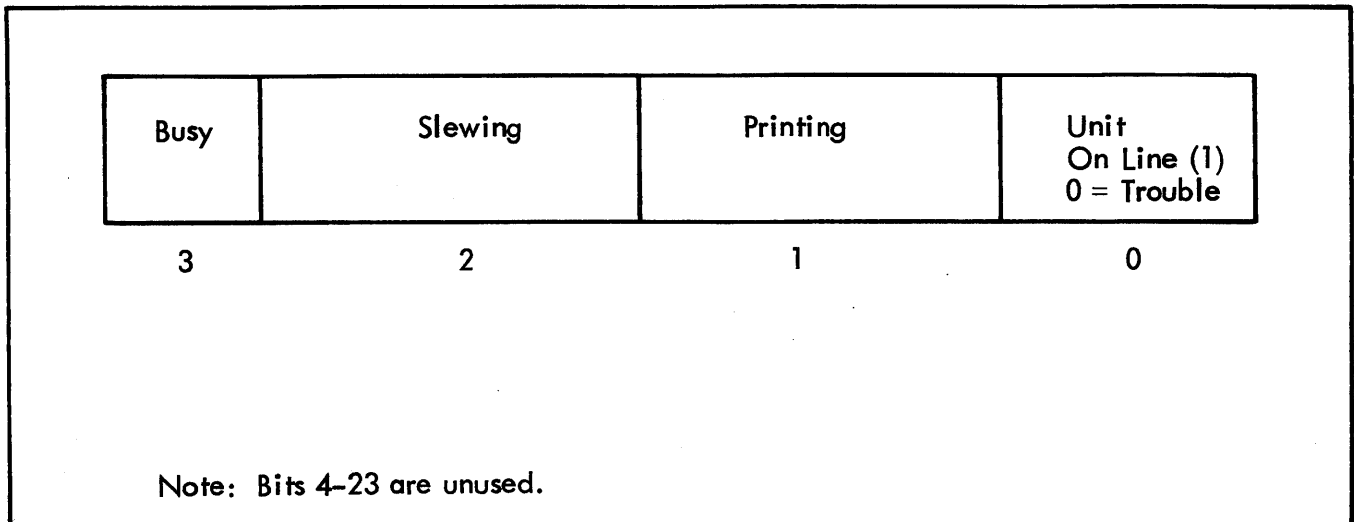 Busy Slewing Printing Unit
On Line (1)
0 = Trouble
3 2 1 0
Note: Bits 4–23 are unused.